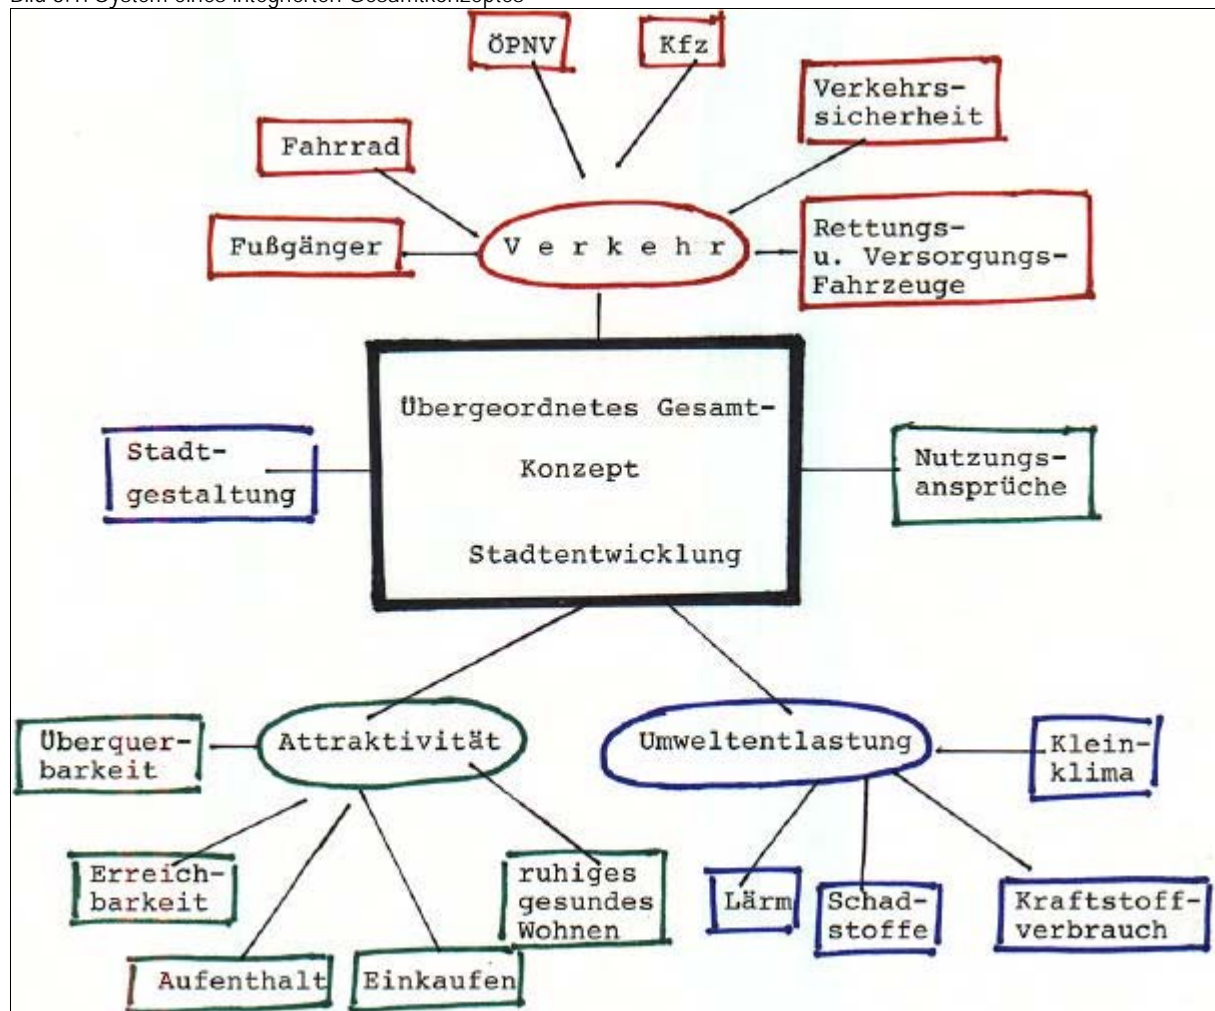 ÖPNV
Kfz
Verkehrs-
sicherheit
Fahrrad
Fußgänger
V e r k e h r
Rettungs-
u. Versorgungs-
Fahrzeuge
Übergeordnetes Gesamt-
Konzept
Stadtentwicklung
Stadt-
gestaltung
Nutzungs-
ansprüche
Überquer-
barkeit
Attraktivität
Umweltentlastung
Klein-
klima
Erreich-
barkeit
ruhiges
gesundes
Wohnen
Lärm
Schad-
stoffe
Kraftstoff-
verbrauch
Aufenthalt
Einkaufen